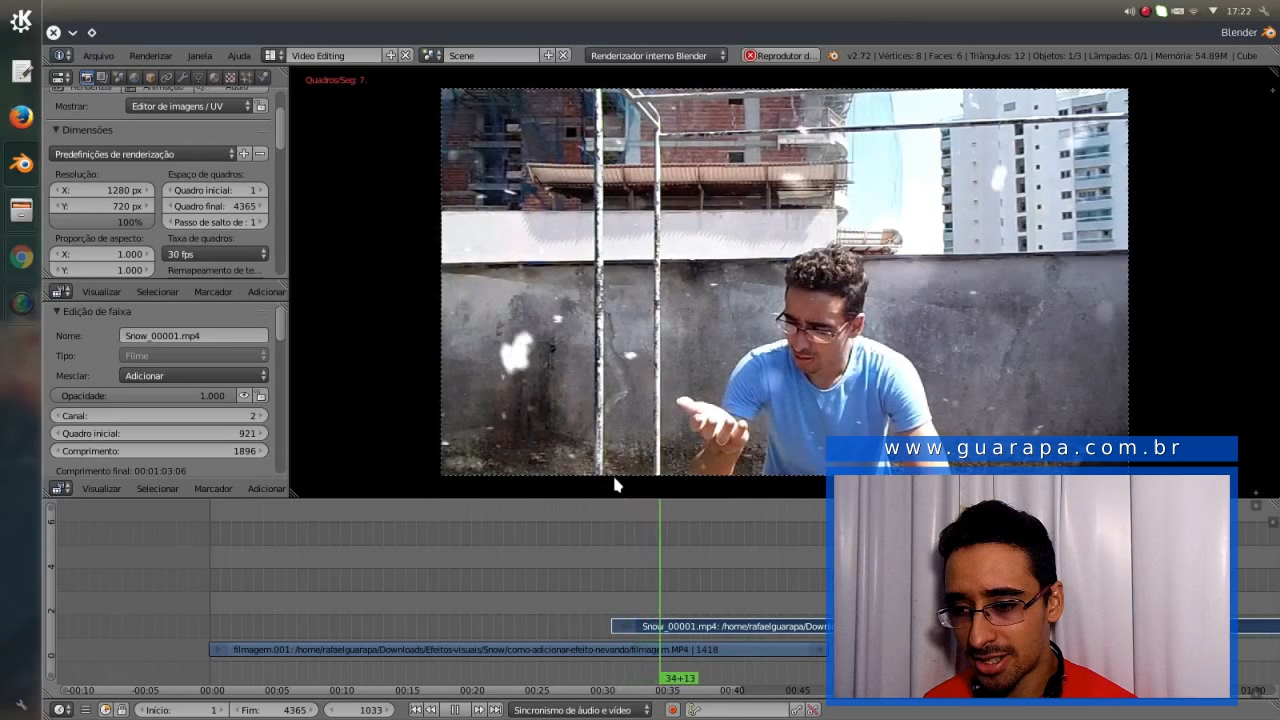 17:22
Blender
Arquivo Renderizar Janela Ajuda Video Editing Scene Renderizador interno Blender Reprodutor d... v2.72 | Vértices: 8 | Faces: 6 | Triângulos: 12 | Objetos: 1/3 | Lâmpadas: 0/1 | Memória: 54.89M | Cube
Quadros/Seg: 7.
Mostrar: Editor de imagens / UV
Dimensões
Predefinições de renderização
Resolução: Espaço de quadros:
X: 1280 px Quadro inicial: 1
Y: 720 px Quadro final: 4365
100% Passo de salto de : 1
Proporção de aspecto: Taxa de quadros:
X: 1.000 30 fps
Y: 1.000 Remapeamento de te...
Visualizar Selecionar Marcador Adicionar
Edição de faixa
Nome: Snow_00001.mp4
Tipo: Filme
Mesclar: Adicionar
Opacidade: 1.000
Canal: 2
Quadro inicial: 921
Comprimento: 1896
Comprimento final: 00:01:03:06
Visualizar Selecionar Marcador Adicionar
www.guarapa.com.br
6
4
2
0
Snow_00001.mp4: /home/rafaelguarapa/Downl
filmagem.001: /home/rafaelguarapa/Downloads/Efeitos-visuais/Snow/como-adicionar-efeito-nevando/filmagem.MP4 | 1418
34+13
-00:10 -00:05 00:00 00:05 00:10 00:15 00:20 00:25 00:30 00:35 00:40 00:45
Início: 1 Fim: 4365 1033 Sincronismo de áudio e vídeo